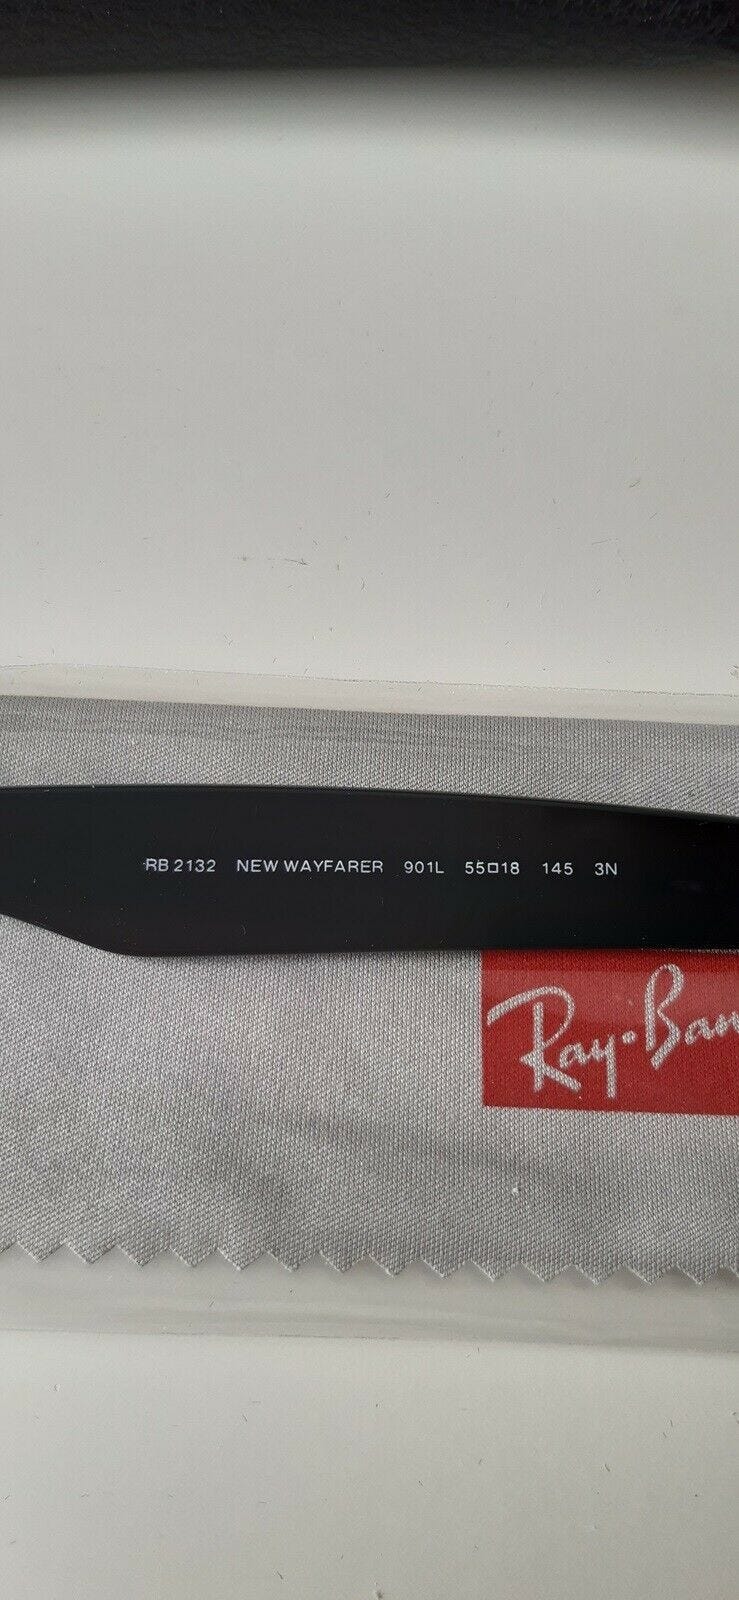 RB 2132 NEW WAYFARER 901L 55□18 145 3N
Ray-Ban